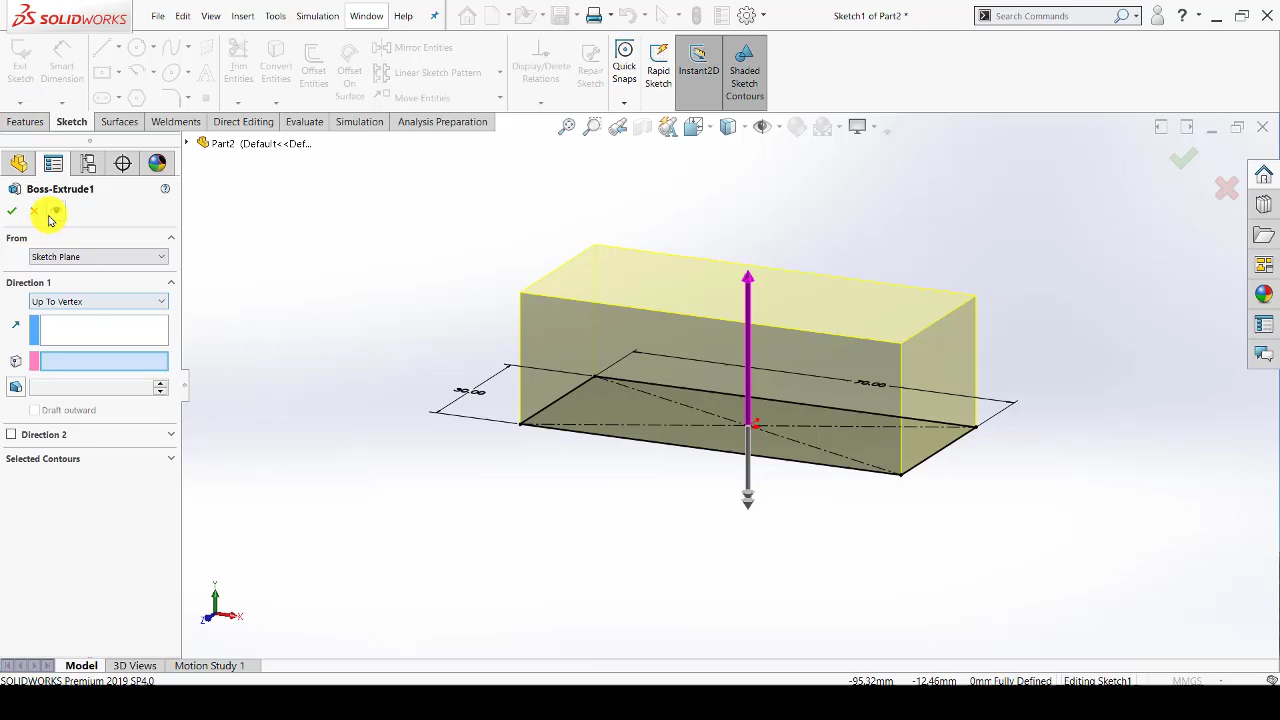 SOLIDWORKS File Edit View Insert Tools Simulation Window Help Sketch1 of Part2 * Search Commands ?
Exit Sketch Smart Dimension Trim Entities Convert Entities Offset Entities Offset On Surface Mirror Entities Linear Sketch Pattern Move Entities Display/Delete Relations Repair Sketch Quick Snaps Rapid Sketch Instant2D Shaded Sketch Contours
Features Sketch Surfaces Weldments Direct Editing Evaluate Simulation Analysis Preparation
Part2 (Default<<Def...
Boss-Extrude1
From
Sketch Plane
Direction 1
Up To Vertex
Draft outward
Direction 2
Selected Contours
30.00
Y
X
Z
Model 3D Views Motion Study 1
SOLIDWORKS Premium 2019 SP4.0 -95.32mm -12.46mm 0mm Fully Defined Editing Sketch1 MMGS